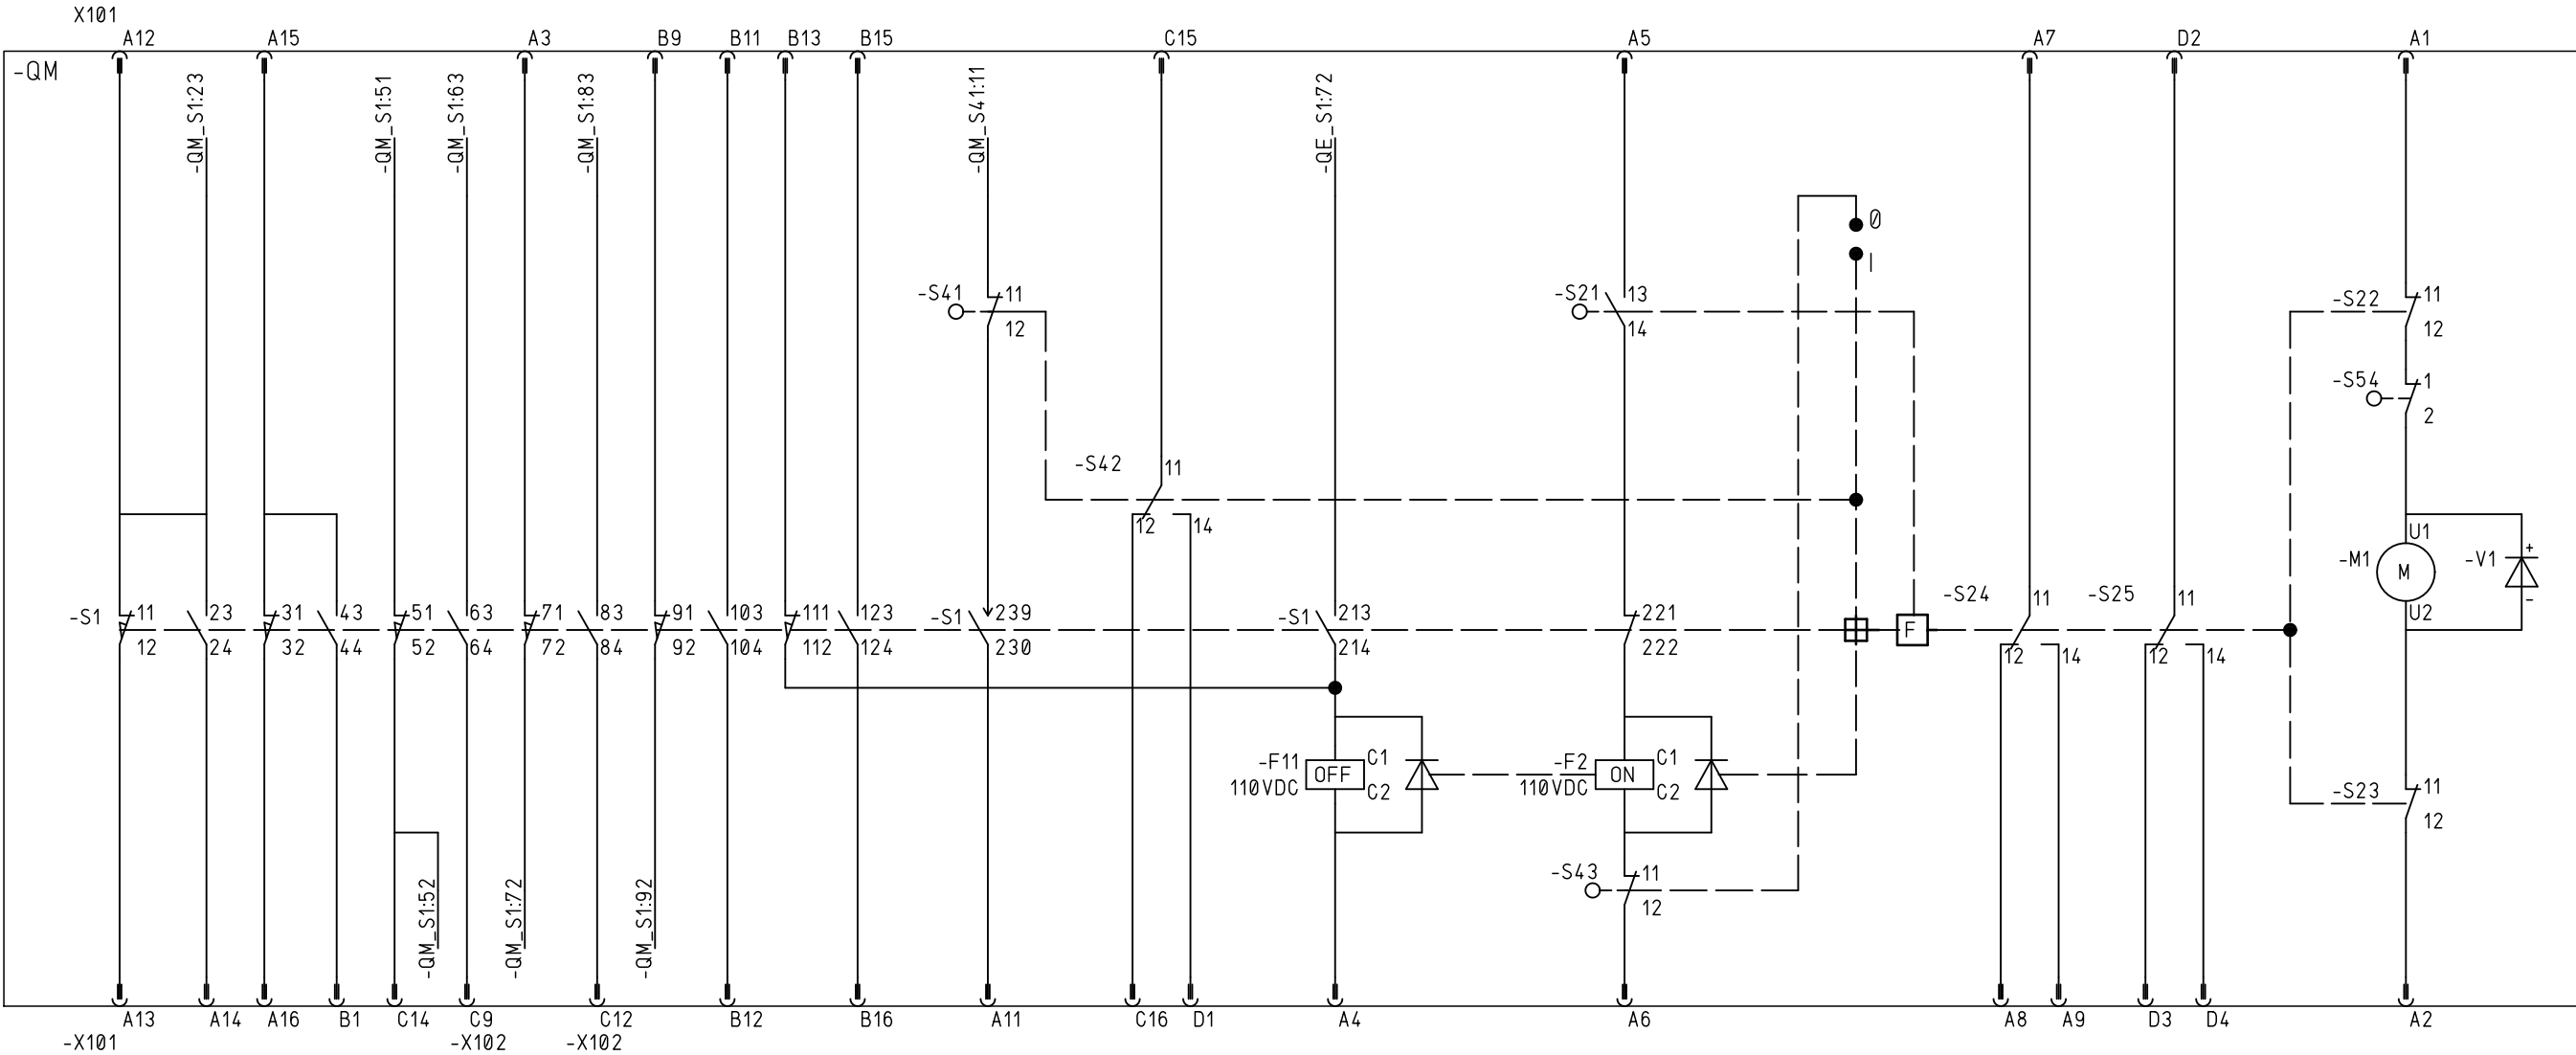 X101
A12 A15 A3 B9 B11 B13 B15 C15 A5 A7 D2 A1
-QM
-QM_S1:23
-QM_S1:51
-QM_S1:63
-QM_S1:83
-QM_S41:11
-QE_S1:72
0
I
-S41 11
12
-S21 13
14
-S22 11
12
-S54 1
2
-S42 11
12 14
U1
-M1 M -V1 +
-
U2
-S24 11
12 14
-S25 11
12 14
-S1 11 23 31 43 51 63 71 83 91 103 111 123 -S1 239 -S1 213 221
12 24 32 44 52 64 72 84 92 104 112 124 230 214 222
F
-F11 OFF C1
110VDC C2
-F2 ON C1
110VDC C2
-S23 11
12
-S43 11
12
-QM_S1:52
-QM_S1:72
-QM_S1:92
A13 A14 A16 B1 C14 C9 C12 B12 B16 A11 C16 D1 A4 A6 A8 A9 D3 D4 A2
-X101 -X102 -X102